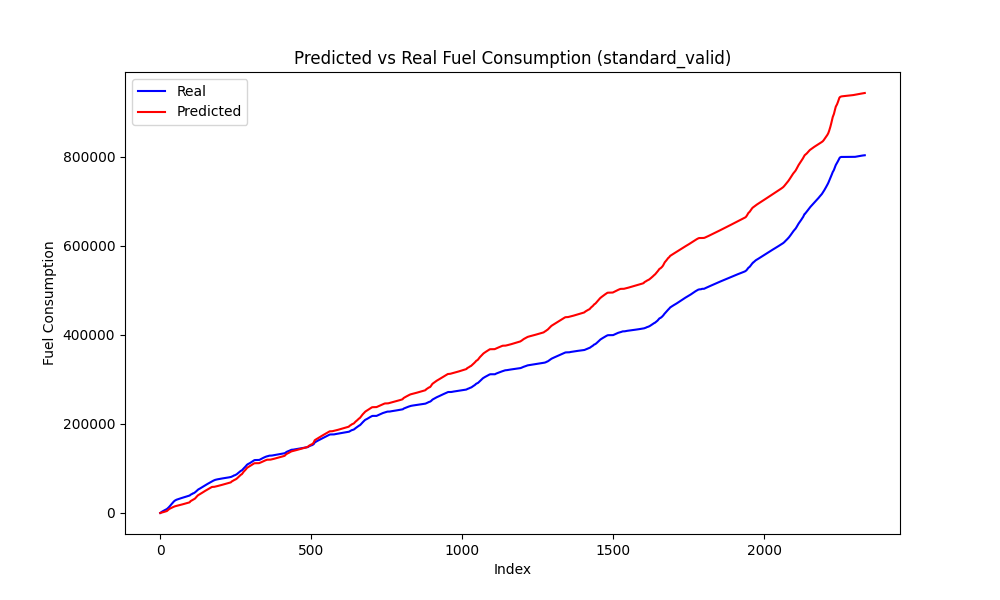 Predicted vs Real Fuel Consumption (standard_valid)
Real
Predicted
Fuel Consumption
800000
600000
400000
200000
0
0 500 1000 1500 2000
Index